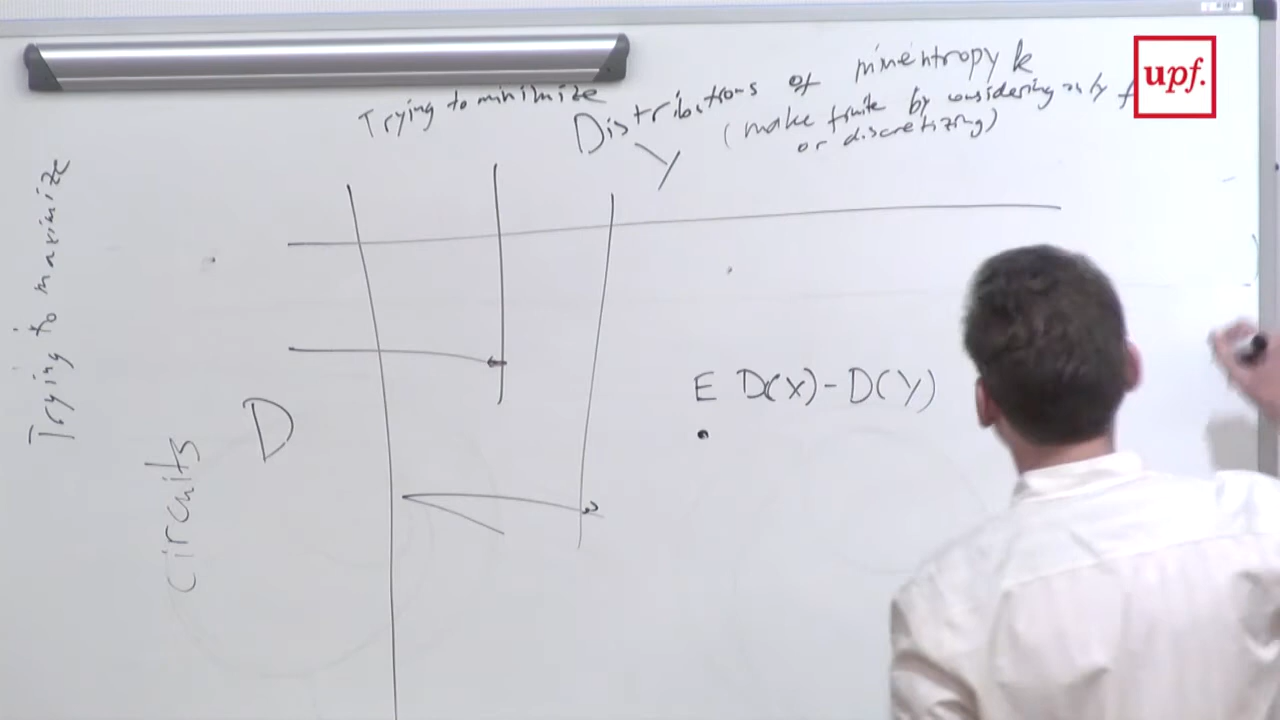 Trying to minimize
Distributions of minentropy k
(make finite by considering only f
or discretizing)
Y
Trying to maximize
circuits
D
E D(X) - D(Y)
upf.